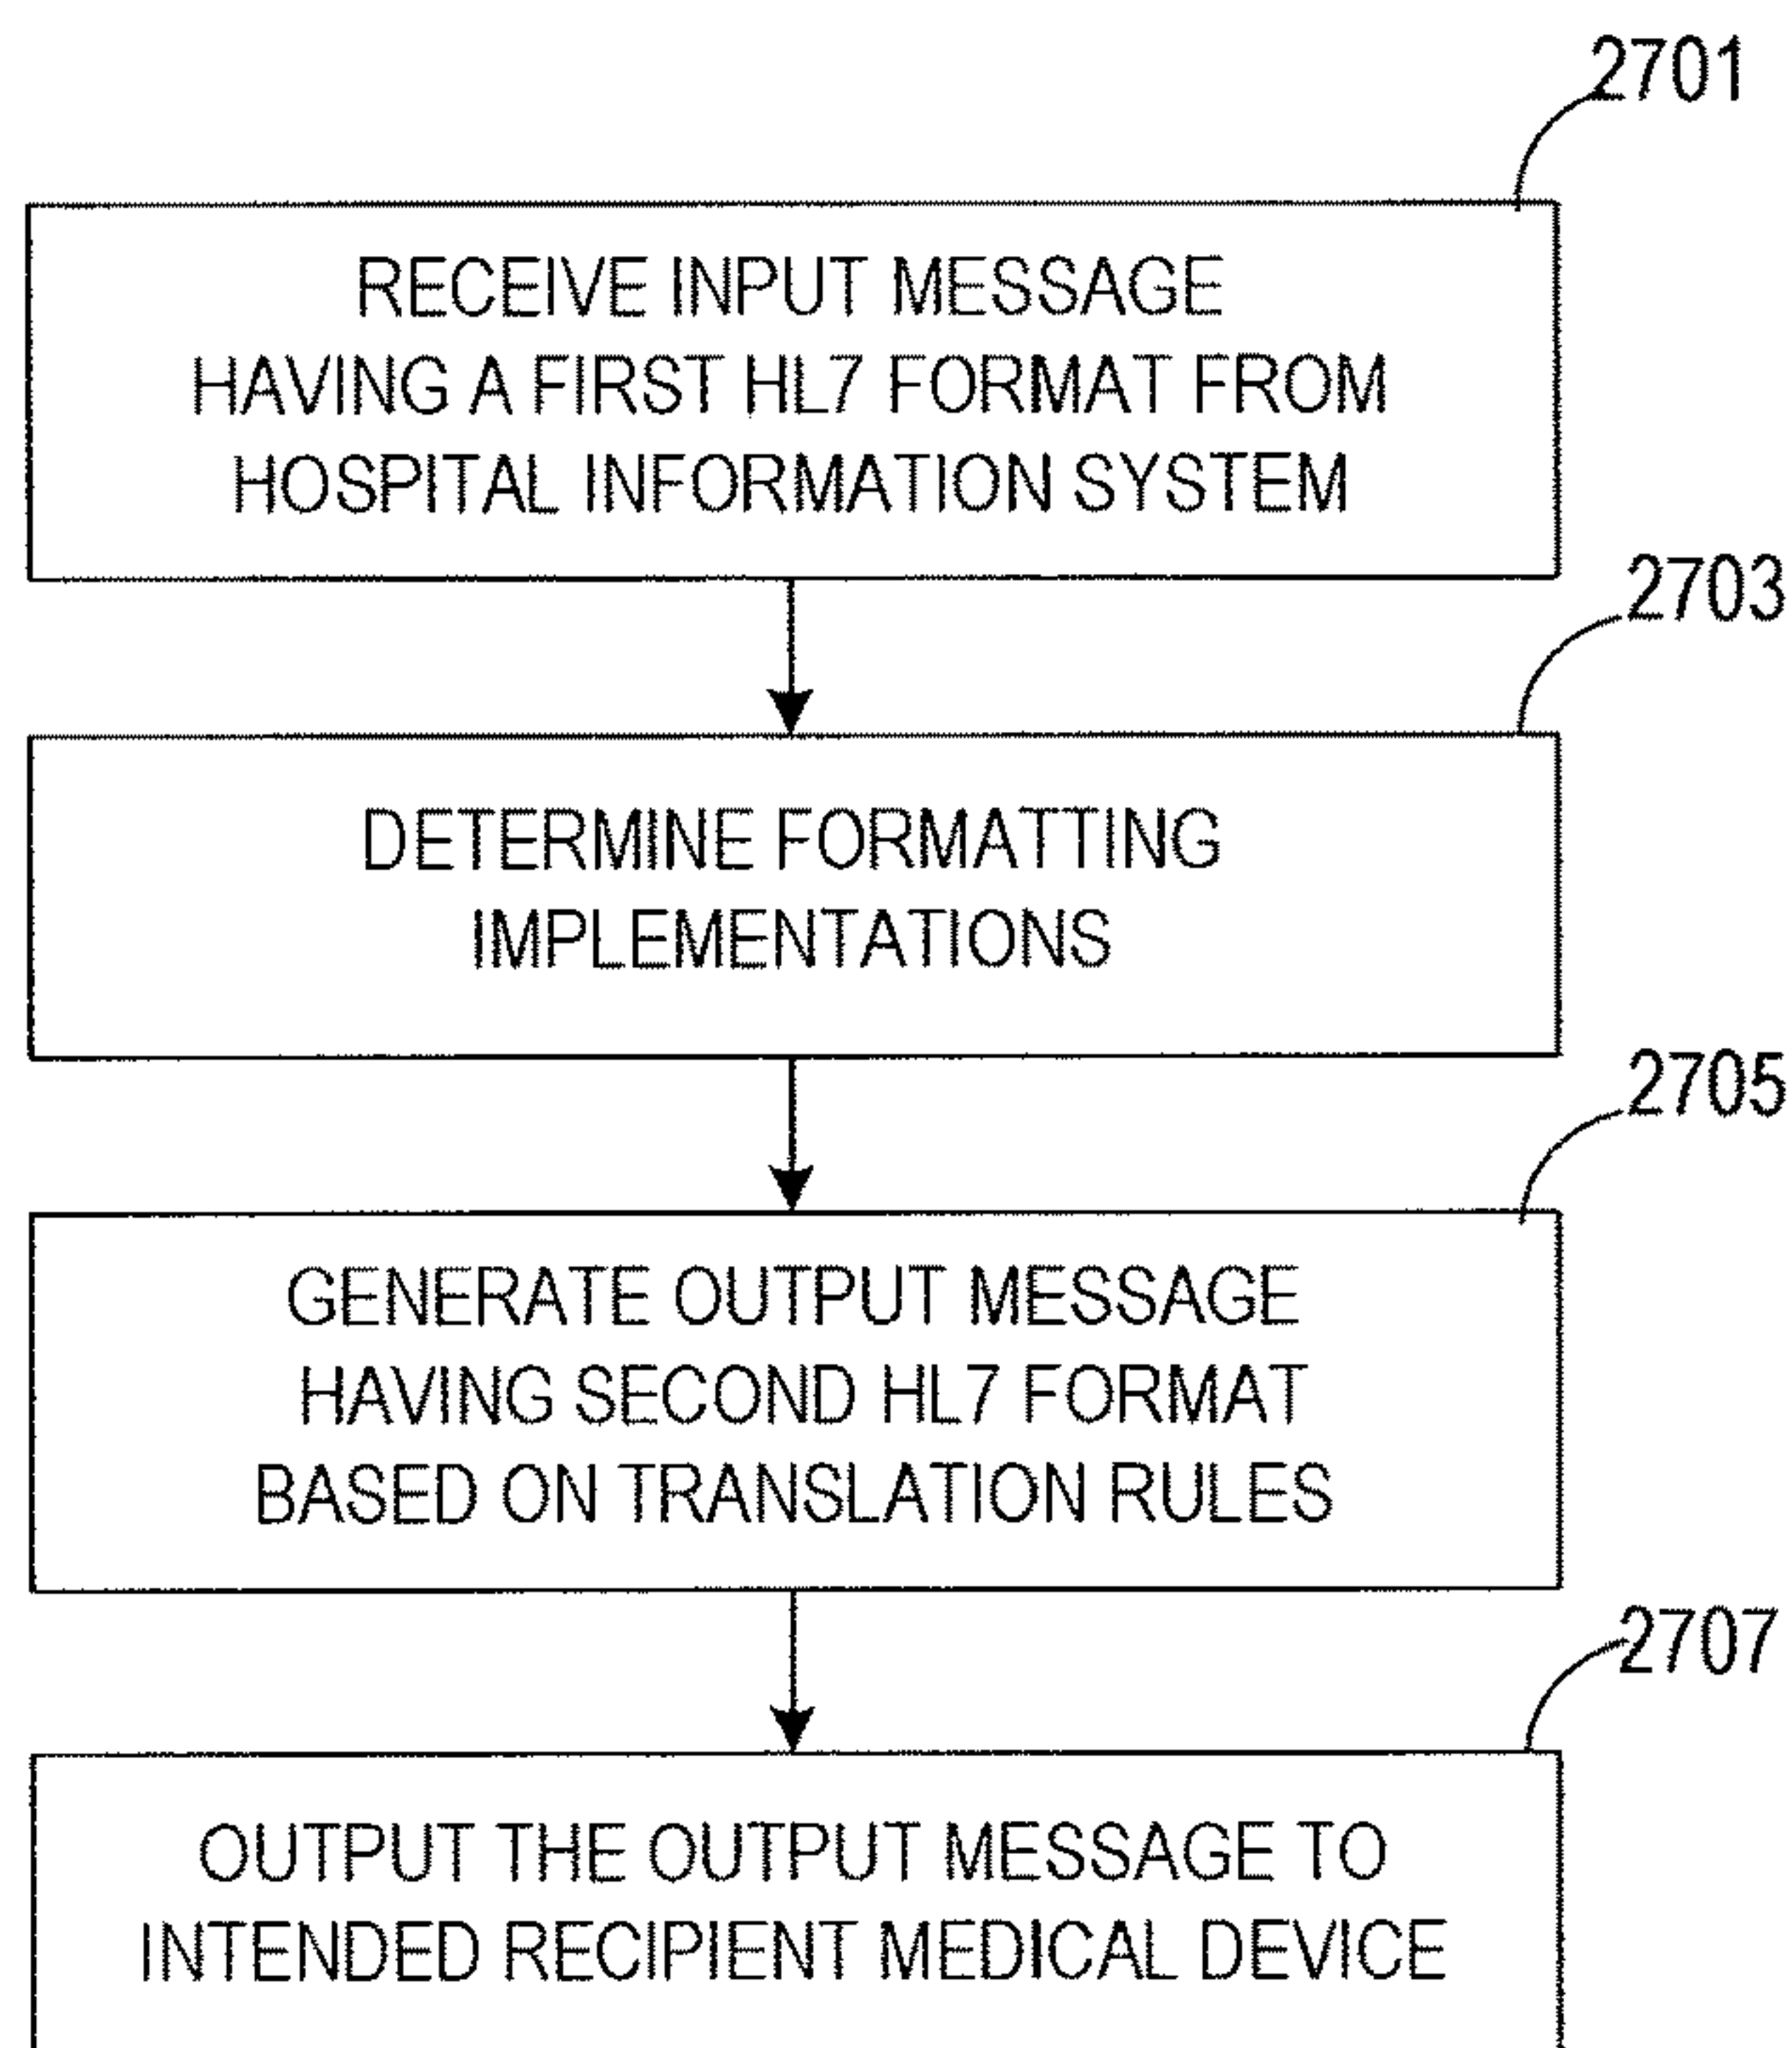 2701
RECEIVE INPUT MESSAGE
HAVING A FIRST HL7 FORMAT FROM
HOSPITAL INFORMATION SYSTEM
2703
DETERMINE FORMATTING
IMPLEMENTATIONS
2705
GENERATE OUTPUT MESSAGE
HAVING SECOND HL7 FORMAT
BASED ON TRANSLATION RULES
2707
OUTPUT THE OUTPUT MESSAGE TO
INTENDED RECIPIENT MEDICAL DEVICE